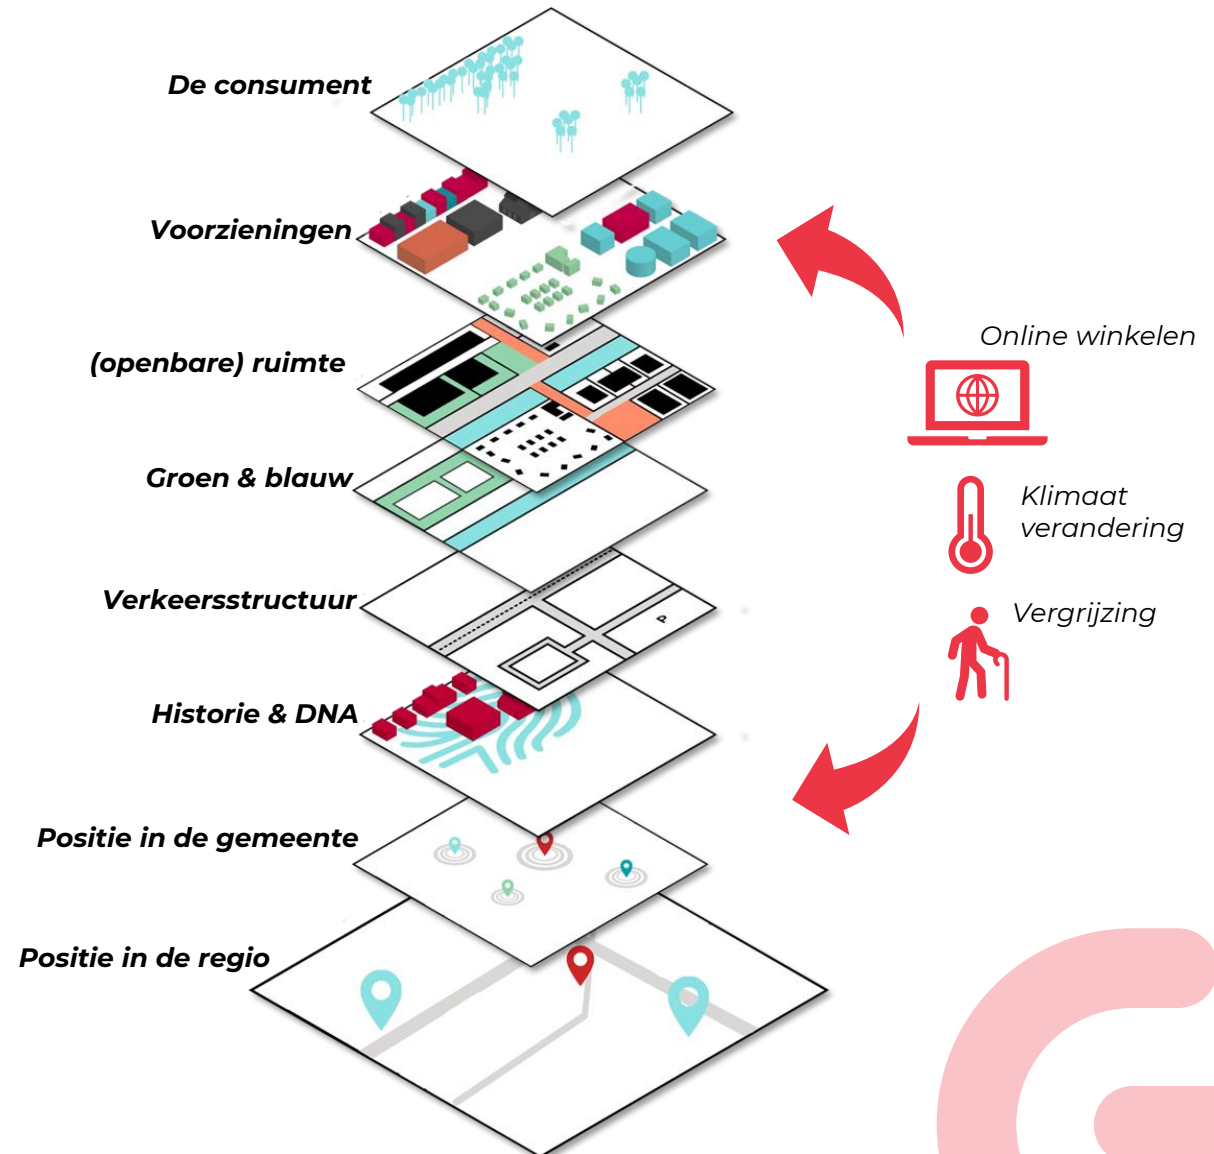 De consument
Voorzieningen
(openbare) ruimte
Groen & blauw
Verkeersstructuur
P
Historie & DNA
Positie in de gemeente
Positie in de regio
Online winkelen
Klimaat
verandering
Vergrijzing